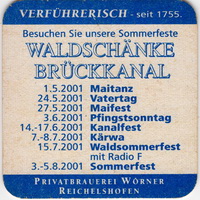 VERFÜHRERISCH - seit 1755.
Besuchen Sie unsere Sommerfeste
WALDSCHÄNKE
BRÜCKKANAL
1.5.2001 Maitanz
24.5.2001 Vatertag
27.5.2001 Maifest
3.6.2001 Pfingstsonntag
14.-17.6.2001 Kanalfest
7.-8.7.2001 Kärwa
15.7.2001 Waldsommerfest
mit Radio F
3.-5.8.2001 Sommerfest
PRIVATBRAUEREI WÖRNER
REICHELSHOFEN